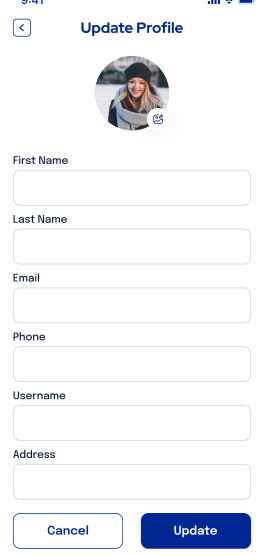 9:41
Update Profile
First Name
Last Name
Email
Phone
Username
Address
Cancel
Update